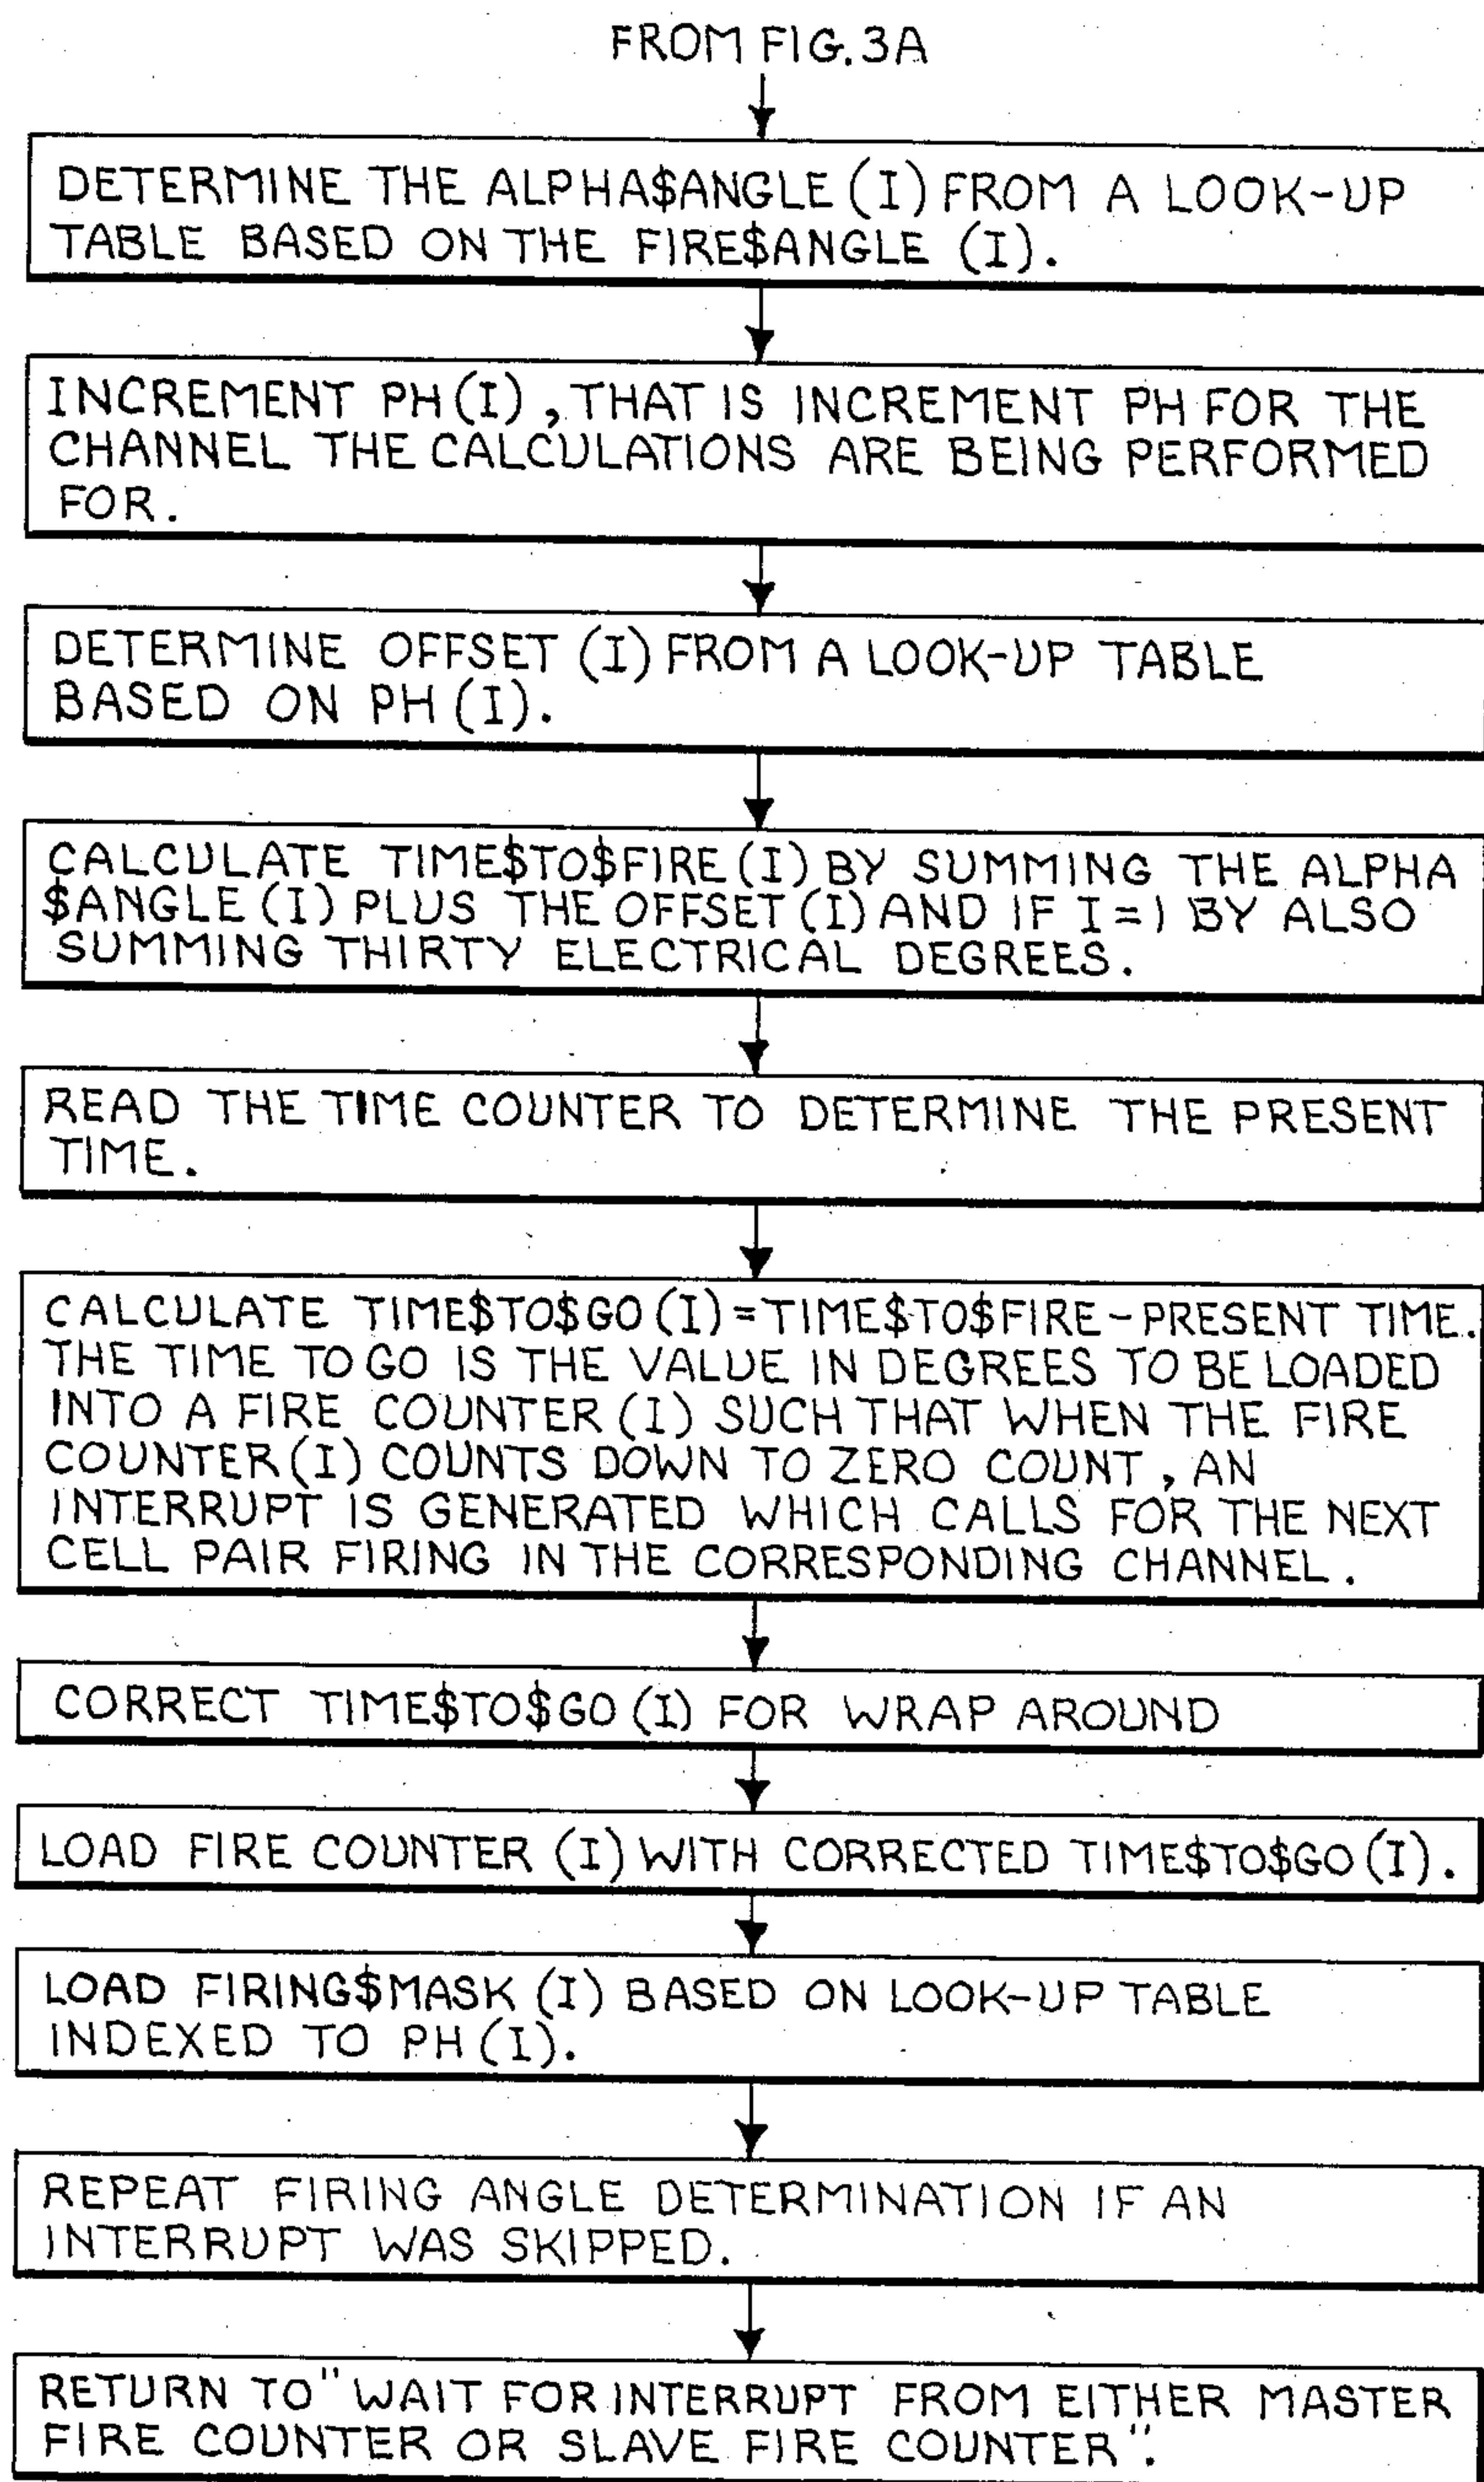 FROM FIG.3A
DETERMINE THE ALPHA$ANGLE (I) FROM A LOOK-UP
TABLE BASED ON THE FIRE$ANGLE (I).
INCREMENT PH(I), THAT IS INCREMENT PH FOR THE
CHANNEL THE CALCULATIONS ARE BEING PERFORMED
FOR.
DETERMINE OFFSET (I) FROM A LOOK-UP TABLE
BASED ON PH (I).
CALCULATE TIME$TO$FIRE (I) BY SUMMING THE ALPHA
$ANGLE (I) PLUS THE OFFSET (I) AND IF I=1 BY ALSO
SUMMING THIRTY ELECTRICAL DEGREES.
READ THE TIME COUNTER TO DETERMINE THE PRESENT
TIME.
CALCULATE TIME$TO$GO (I)=TIME$TO$FIRE-PRESENT TIME.
THE TIME TO GO IS THE VALUE IN DEGREES TO BE LOADED
INTO A FIRE COUNTER (I) SUCH THAT WHEN THE FIRE
COUNTER (I) COUNTS DOWN TO ZERO COUNT, AN
INTERRUPT IS GENERATED WHICH CALLS FOR THE NEXT
CELL PAIR FIRING IN THE CORRESPONDING CHANNEL.
CORRECT TIME$TO$GO (I) FOR WRAP AROUND
LOAD FIRE COUNTER (I) WITH CORRECTED TIME$TO$GO (I).
LOAD FIRING$MASK (I) BASED ON LOOK-UP TABLE
INDEXED TO PH (I).
REPEAT FIRING ANGLE DETERMINATION IF AN
INTERRUPT WAS SKIPPED.
RETURN TO "WAIT FOR INTERRUPT FROM EITHER MASTER
FIRE COUNTER OR SLAVE FIRE COUNTER".